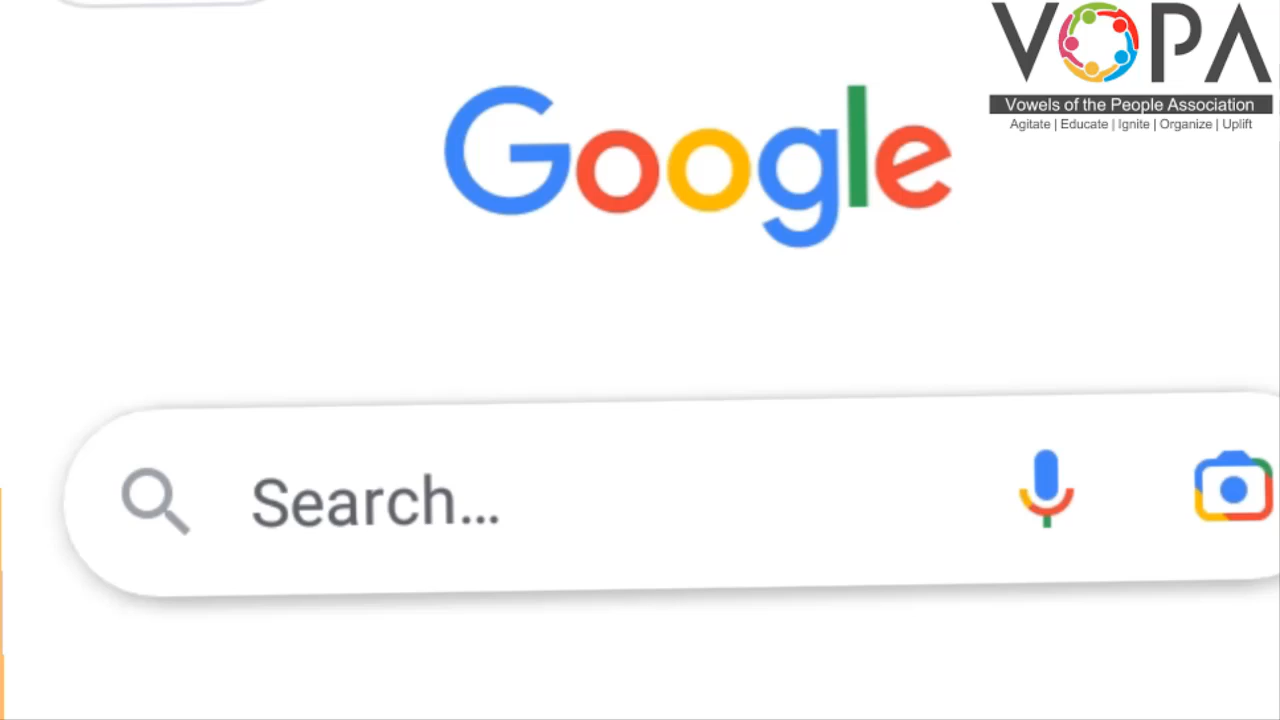 VOPA
Vowels of the People Association
Agitate | Educate | Ignite | Organize | Uplift
Google
Search...